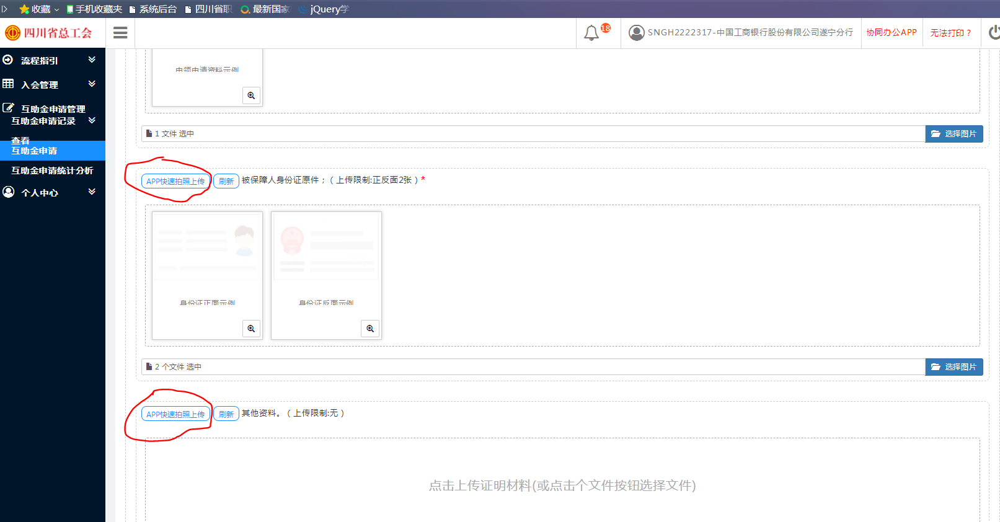 收藏 手机收藏夹 系统后台 四川省职 最新国家 jQuery学
四川省总工会
18
SNGH2222317-中国工商银行股份有限公司遂宁分行
协同办公APP
无法打印？
流程指引
入会管理
互助金申请管理
互助金申请记录
查看
互助金申请
互助金申请统计分析
个人中心
申领申请资料示例
1 文件 选中
选择图片
APP快速拍照上传 刷新 被保障人身份证原件；（上传限制:正反面2张）*
身份证正面示例 身份证反面示例
2 个文件 选中
选择图片
APP快速拍照上传 刷新 其他资料。（上传限制:无）
点击上传证明材料(或点击个文件按钮选择文件)